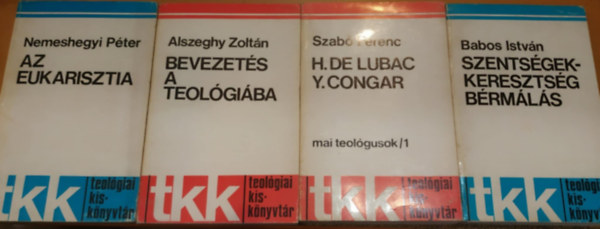 Nemeshegyi Péter
AZ
EUKARISZTIA
tkk
teológiai
kis-
könyvtár
Alszeghy Zoltán
BEVEZETÉS
A
TEOLÓGIÁBA
tkk
teológiai
kis-
könyvtár
Szabó Ferenc
H. DE LUBAC
Y. CONGAR
mai teológusok/1
tkk
teológiai
kis-
könyvtár
Babos István
SZENTSÉGEK-
KERESZTSÉG
BÉRMÁLÁS
tkk
teológiai
kis-
könyvtár